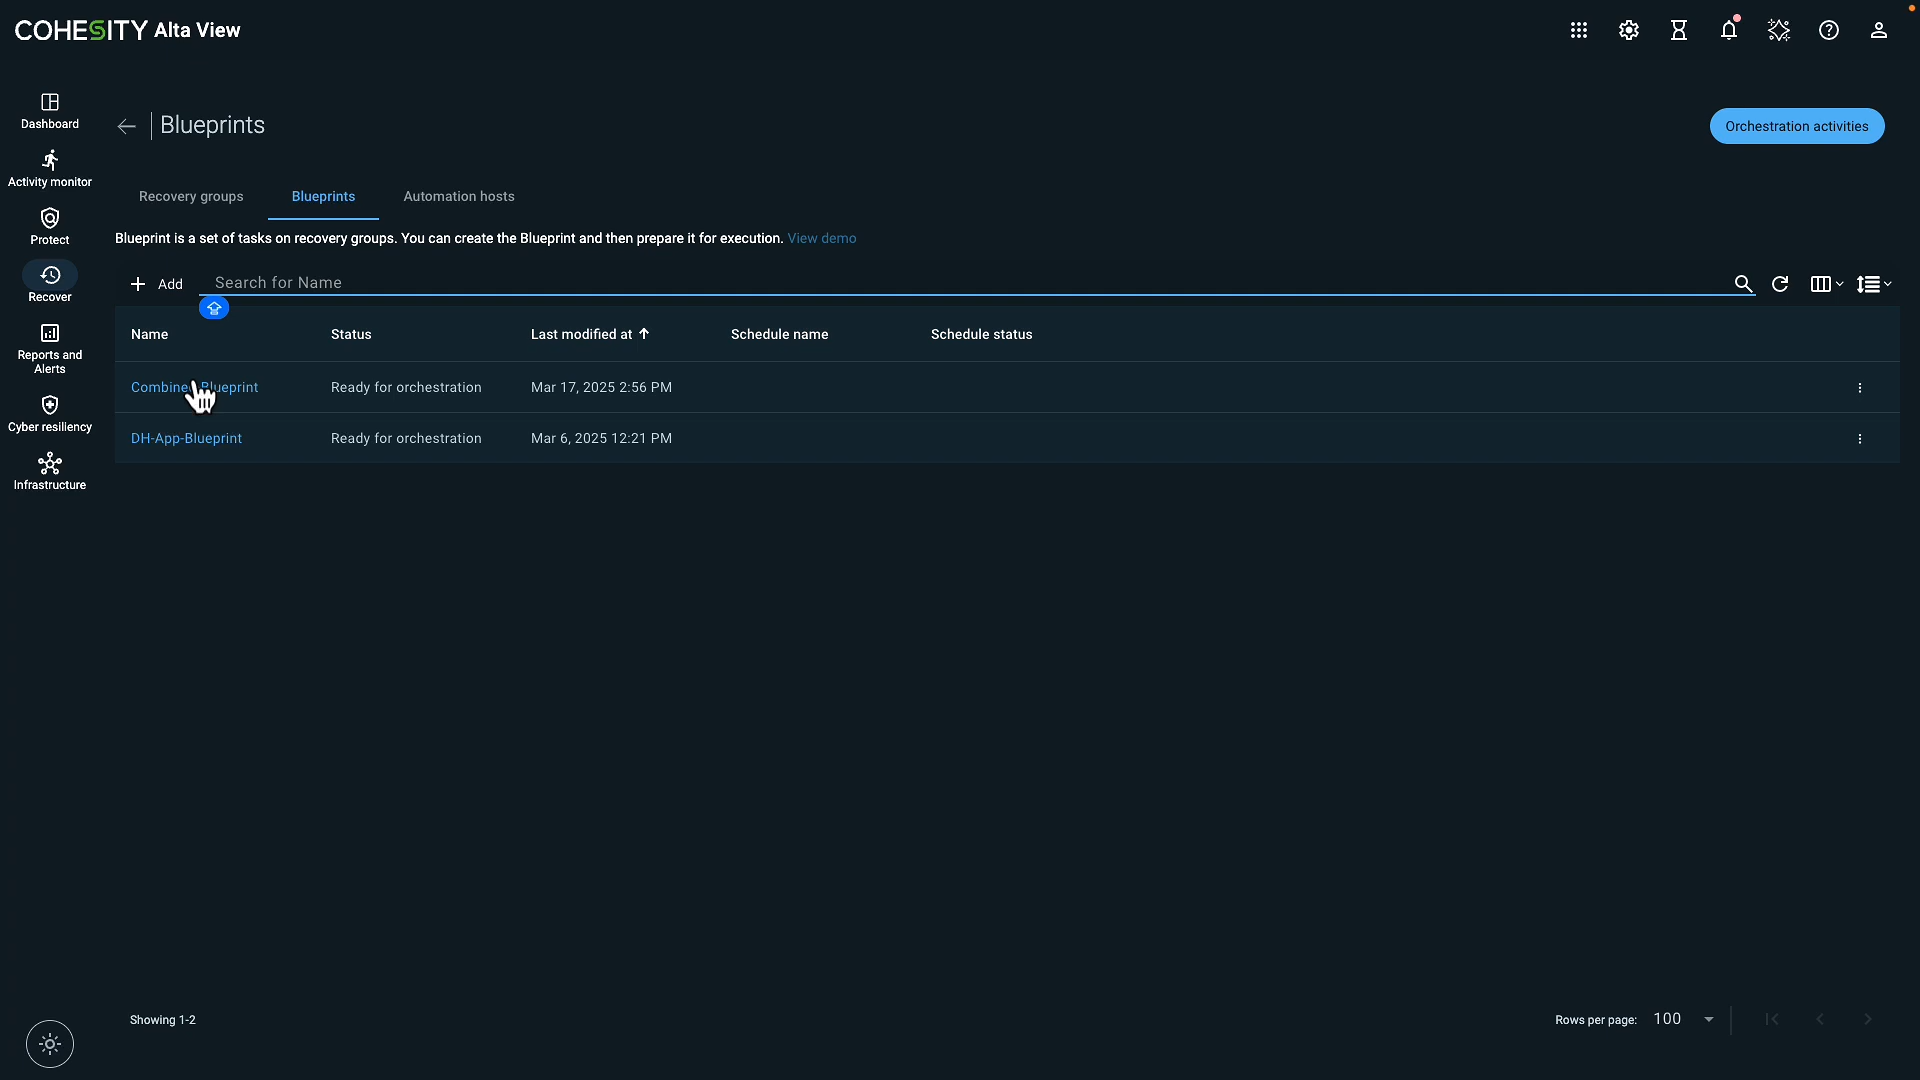 COHESITY Alta View
Dashboard
Activity monitor
Protect
Recover
Reports and
Alerts
Cyber resiliency
Infrastructure
Blueprints
Orchestration activities
Recovery groups
Blueprints
Automation hosts
Blueprint is a set of tasks on recovery groups. You can create the Blueprint and then prepare it for execution. View demo
Add
Search for Name
Name
Status
Last modified at
Schedule name
Schedule status
Combined-Blueprint
Ready for orchestration
Mar 17, 2025 2:56 PM
DH-App-Blueprint
Ready for orchestration
Mar 6, 2025 12:21 PM
Showing 1-2
Rows per page: 100